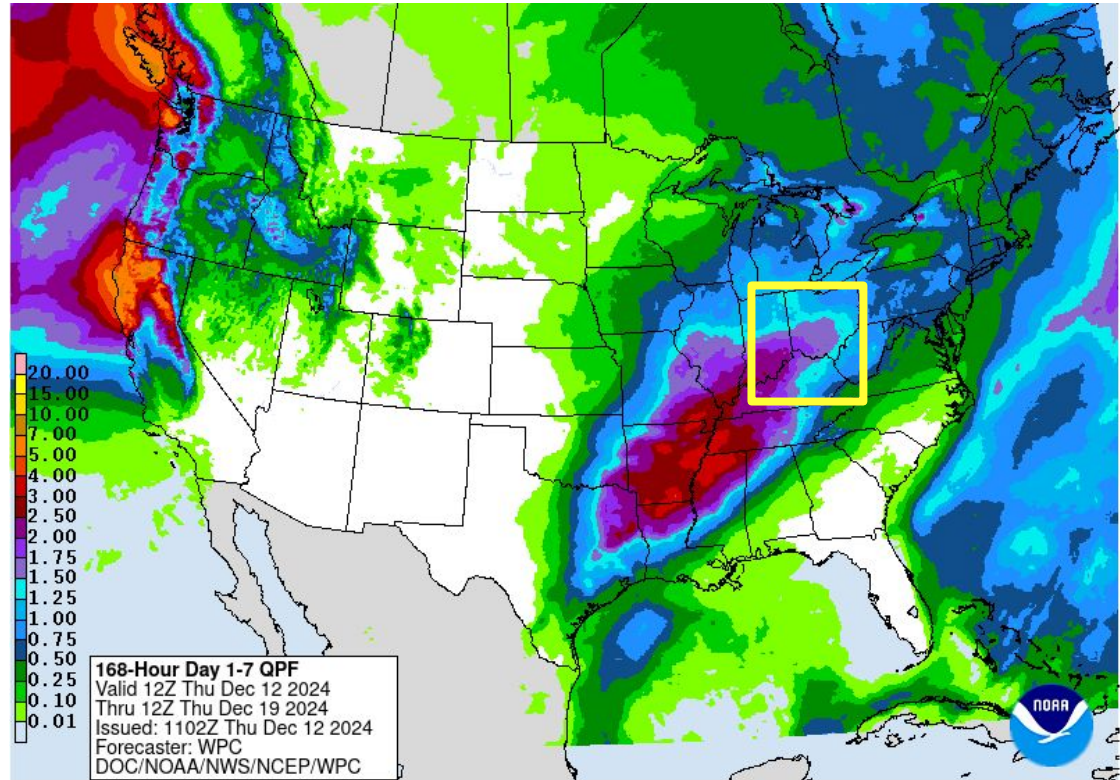 20.00
15.00
10.00
7.00
5.00
4.00
3.00
2.50
2.00
1.75
1.50
1.25
1.00
0.75
0.50
0.25
0.10
0.01
168-Hour Day 1-7 QPF
Valid 12Z Thu Dec 12 2024
Thru 12Z Thu Dec 19 2024
Issued: 1102Z Thu Dec 12 2024
Forecaster: WPC
DOC/NOAA/NWS/NCEP/WPC
NOAA